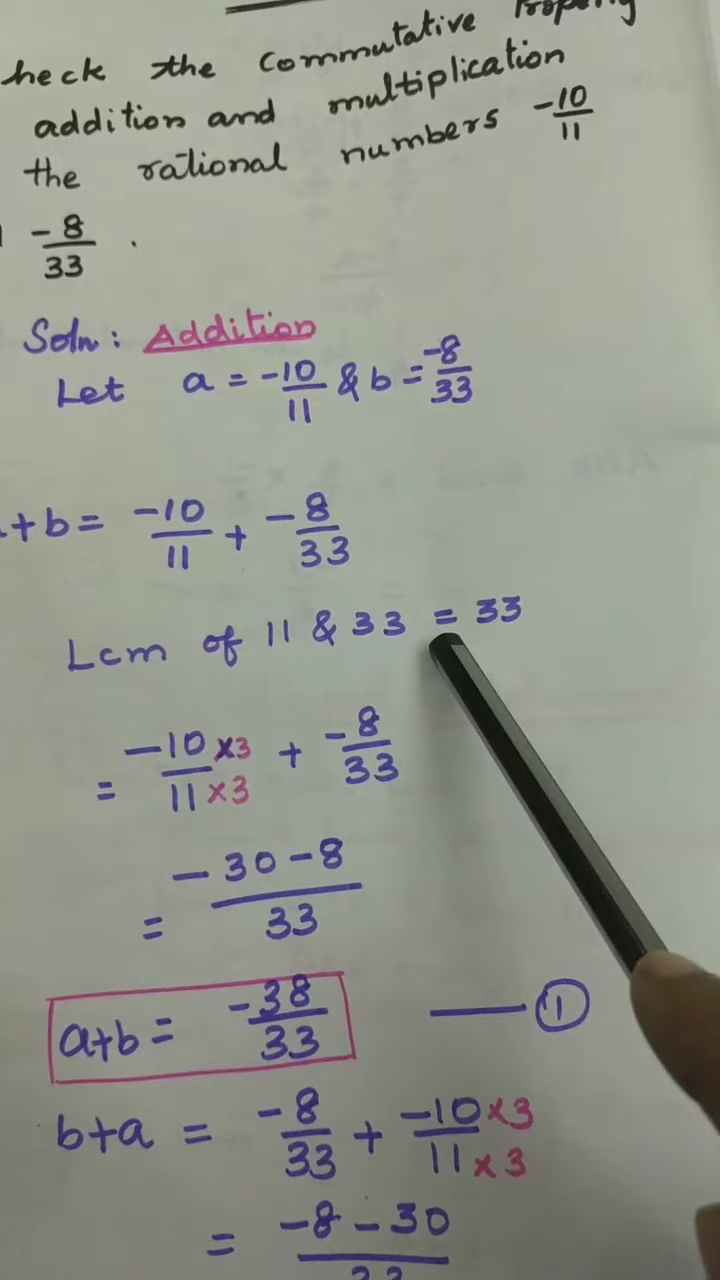 heck the Commutative Property
addition and multiplication
the rational numbers -10/11
-8/33 .
Soln: Addition
Let a = -10/11 & b = -8/33
+b = -10/11 + -8/33
Lcm of 11 & 33 = 33
= -10×3/11×3 + -8/33
= -30-8/33
a+b = -38/33 —— ①
b+a = -8/33 + -10×3/11×3
= -8-30/33